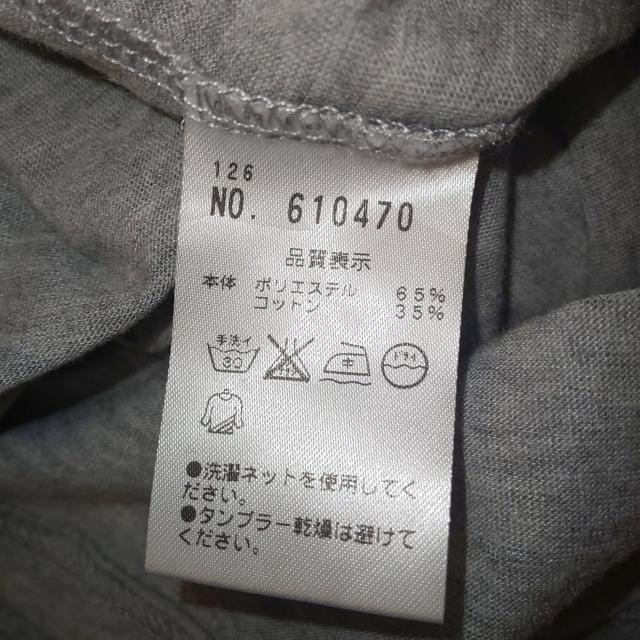 126
NO. 610470
品質表示
本体 ポリエステル 65%
コットン 35%
手洗イ
30
中
ドライ
●洗濯ネットを使用してく
ださい。
●タンブラー乾燥は避けて
ください。